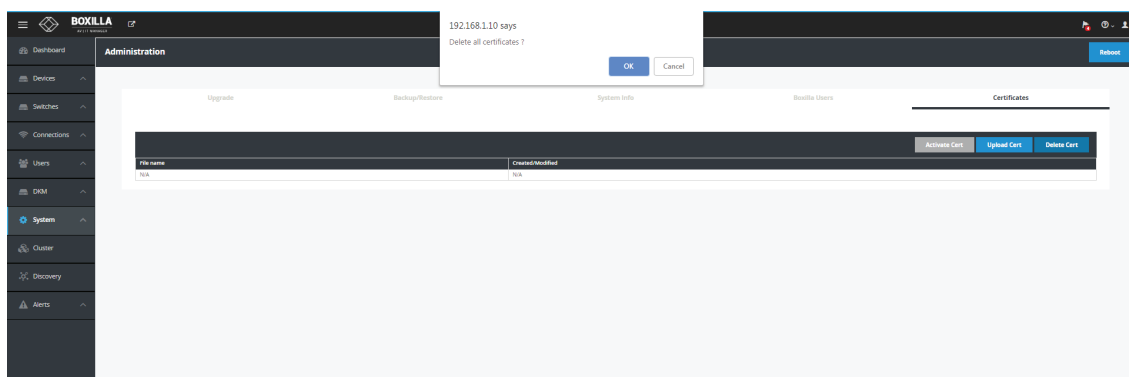 BOXILLA
192.168.1.10 says
Delete all certificates ?
OK
Cancel
Dashboard
Administration
Reboot
Devices
Switches
Upgrade
Backup/Restore
System Info
Boxilla Users
Certificates
Connections
Activate Cert
Upload Cert
Delete Cert
Users
File name
Created/Modified
N/A
N/A
DKM
System
Cluster
Discovery
Alerts